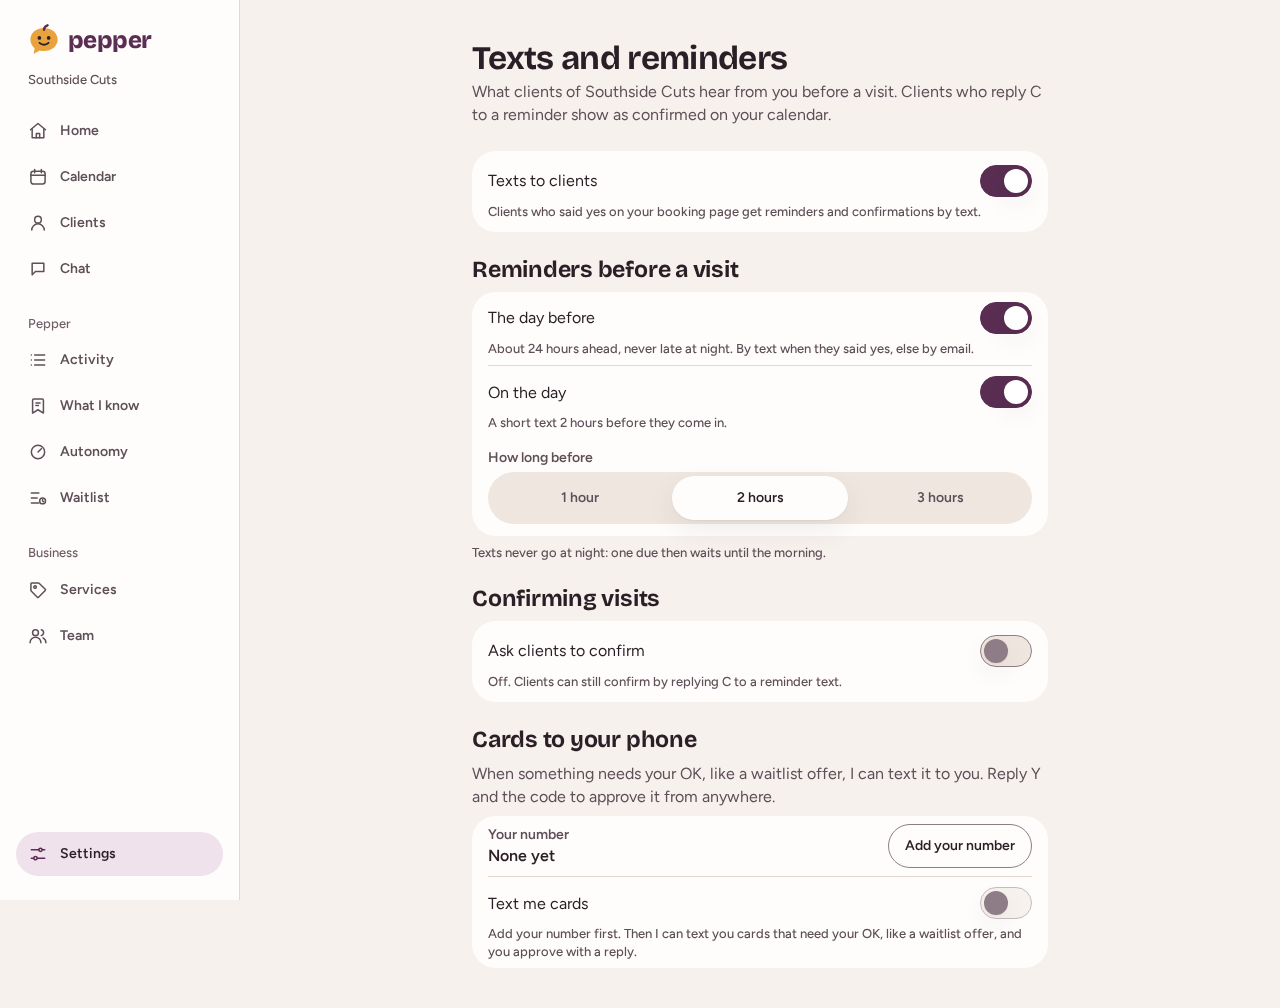 pepper
Southside Cuts
Home
Calendar
Clients
Chat
Pepper
Activity
What I know
Autonomy
Waitlist
Business
Services
Team
Settings
Texts and reminders
What clients of Southside Cuts hear from you before a visit. Clients who reply C
to a reminder show as confirmed on your calendar.
Texts to clients
Clients who said yes on your booking page get reminders and confirmations by text.
Reminders before a visit
The day before
About 24 hours ahead, never late at night. By text when they said yes, else by email.
On the day
A short text 2 hours before they come in.
How long before
1 hour
2 hours
3 hours
Texts never go at night: one due then waits until the morning.
Confirming visits
Ask clients to confirm
Off. Clients can still confirm by replying C to a reminder text.
Cards to your phone
When something needs your OK, like a waitlist offer, I can text it to you. Reply Y
and the code to approve it from anywhere.
Your number
None yet
Add your number
Text me cards
Add your number first. Then I can text you cards that need your OK, like a waitlist offer, and
you approve with a reply.